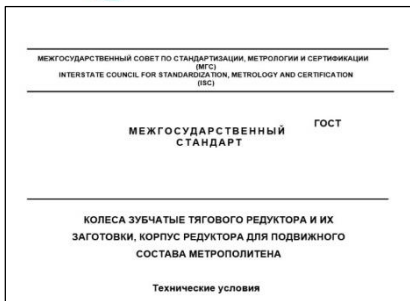 МЕЖГОСУДАРСТВЕННЫЙ СОВЕТ ПО СТАНДАРТИЗАЦИИ, МЕТРОЛОГИИ И СЕРТИФИКАЦИИ
(МГС)
INTERSTATE COUNCIL FOR STANDARDIZATION, METROLOGY AND CERTIFICATION
(ISC)
ГОСТ
МЕЖГОСУДАРСТВЕННЫЙ
СТАНДАРТ
КОЛЕСА ЗУБЧАТЫЕ ТЯГОВОГО РЕДУКТОРА И ИХ
ЗАГОТОВКИ, КОРПУС РЕДУКТОРА ДЛЯ ПОДВИЖНОГО
СОСТАВА МЕТРОПОЛИТЕНА
Технические условия